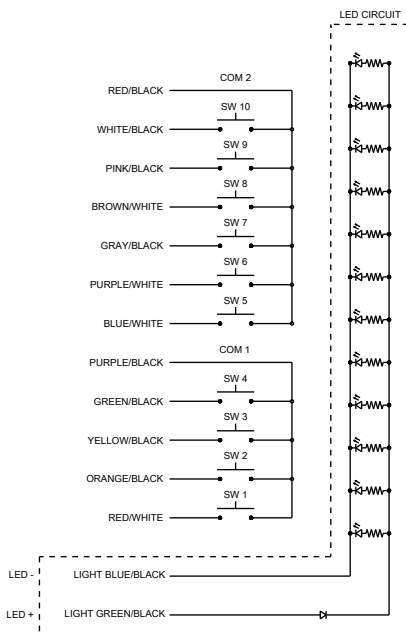 LED CIRCUIT
COM 2
RED/BLACK
SW 10
WHITE/BLACK
SW 9
PINK/BLACK
SW 8
BROWN/WHITE
SW 7
GRAY/BLACK
SW 6
PURPLE/WHITE
SW 5
BLUE/WHITE
COM 1
PURPLE/BLACK
SW 4
GREEN/BLACK
SW 3
YELLOW/BLACK
SW 2
ORANGE/BLACK
SW 1
RED/WHITE
LED - LIGHT BLUE/BLACK
LED + LIGHT GREEN/BLACK